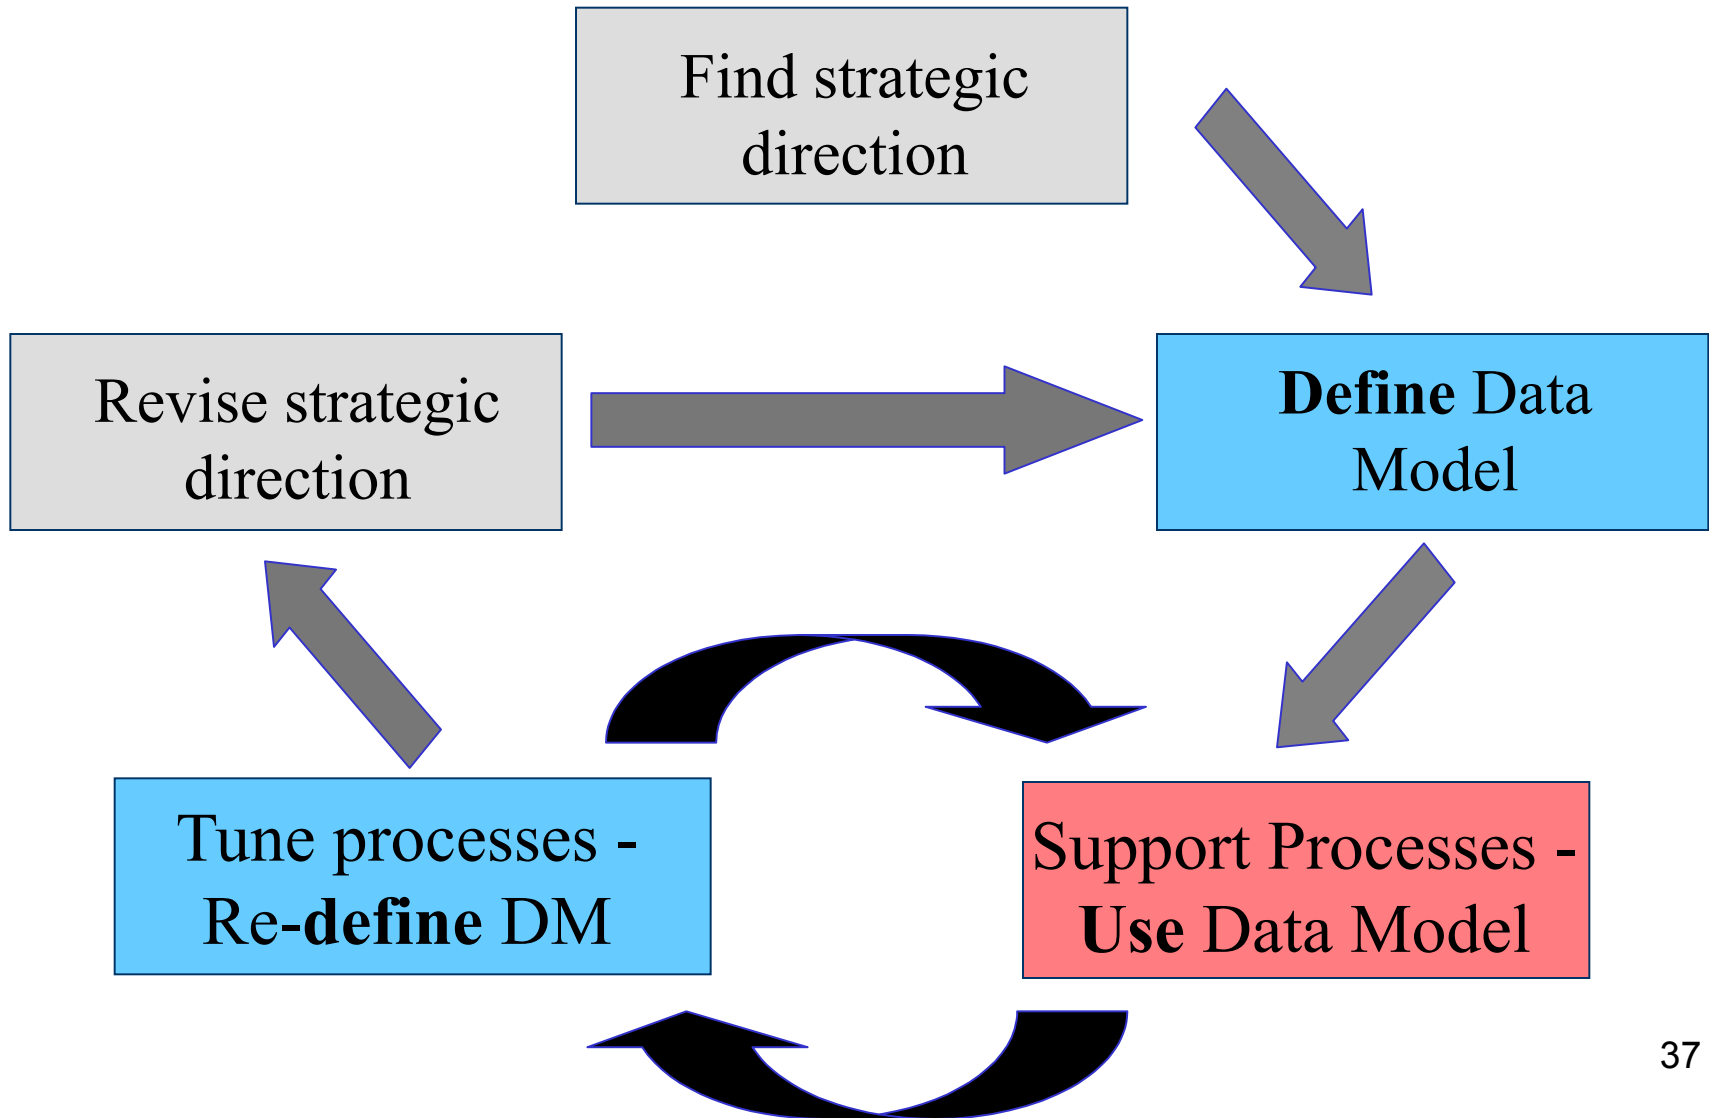 Find strategic
direction
Revise strategic
direction
Define Data
Model
Tune processes -
Re-define DM
Support Processes -
Use Data Model
37